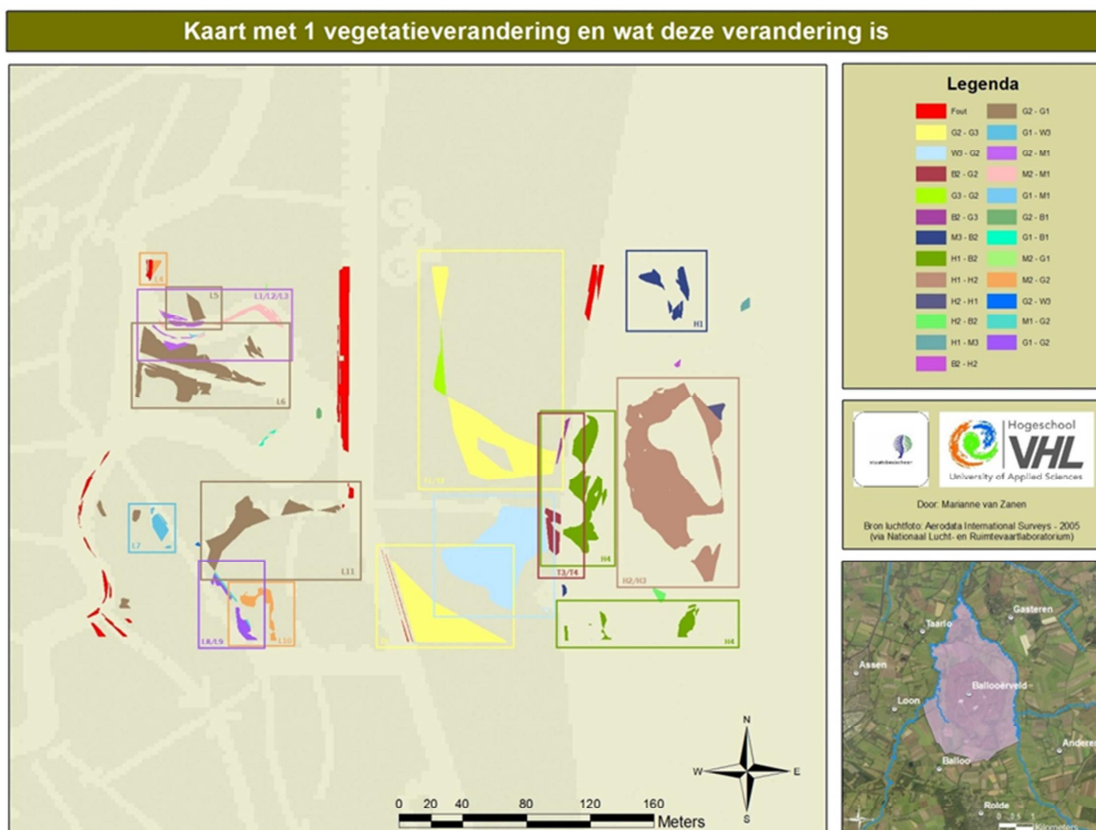 Kaart met 1 vegetatieverandering en wat deze verandering is
L4
L5
L1/L2/L3
L6
L7
L11
L8/L9
L10
H1
H2/H3
H4
T3/T4
H4
0 20 40 80 120 160
Meters
N
W E
S
Legenda
Fout
G2 - G3
W3 - G2
B2 - G2
G3 - G2
B2 - G3
M3 - B2
H1 - B2
H1 - H2
H2 - H1
H2 - B2
H1 - M3
B2 - H2
G2 - G1
G1 - W3
G2 - M1
M2 - M1
G1 - M1
G2 - B1
G1 - B1
M2 - G1
M2 - G2
G2 - W3
M1 - G2
G1 - G2
staatsbosbeheer
Hogeschool
VHL
University of Applied Sciences
Door: Marianne van Zanen
Bron luchtfoto: Aerodata International Surveys - 2005
(via Nationaal Lucht- en Ruimtevaartlaboratorium)
Gasteren
Taarlo
Assen
Ballooërveld
Loon
Anderen
Balloo
Rolde
Kilometers